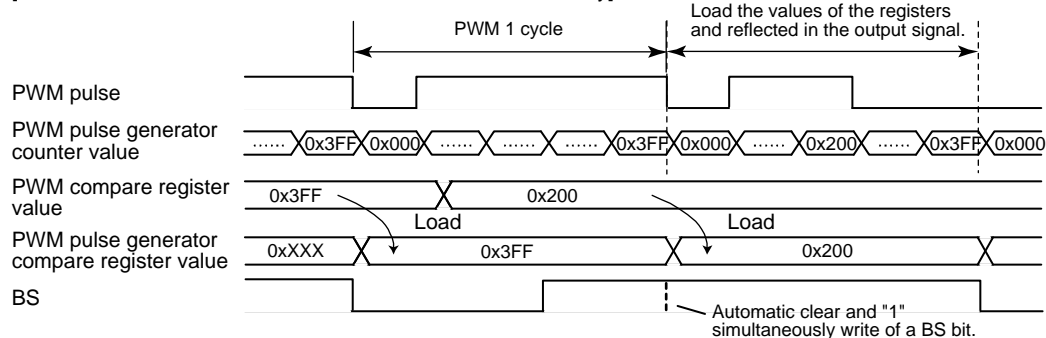 Load the values of the registers
and reflected in the output signal.
PWM 1 cycle
PWM pulse
PWM pulse generator
counter value
...... 0x3FF 0x000 ...... ...... ...... 0x3FF 0x000 ...... 0x200 ...... 0x3FF 0x000
PWM compare register
value
0x3FF 0x200
Load Load
PWM pulse generator
compare register value
0xXXX 0x3FF 0x200
BS
Automatic clear and "1"
simultaneously write of a BS bit.